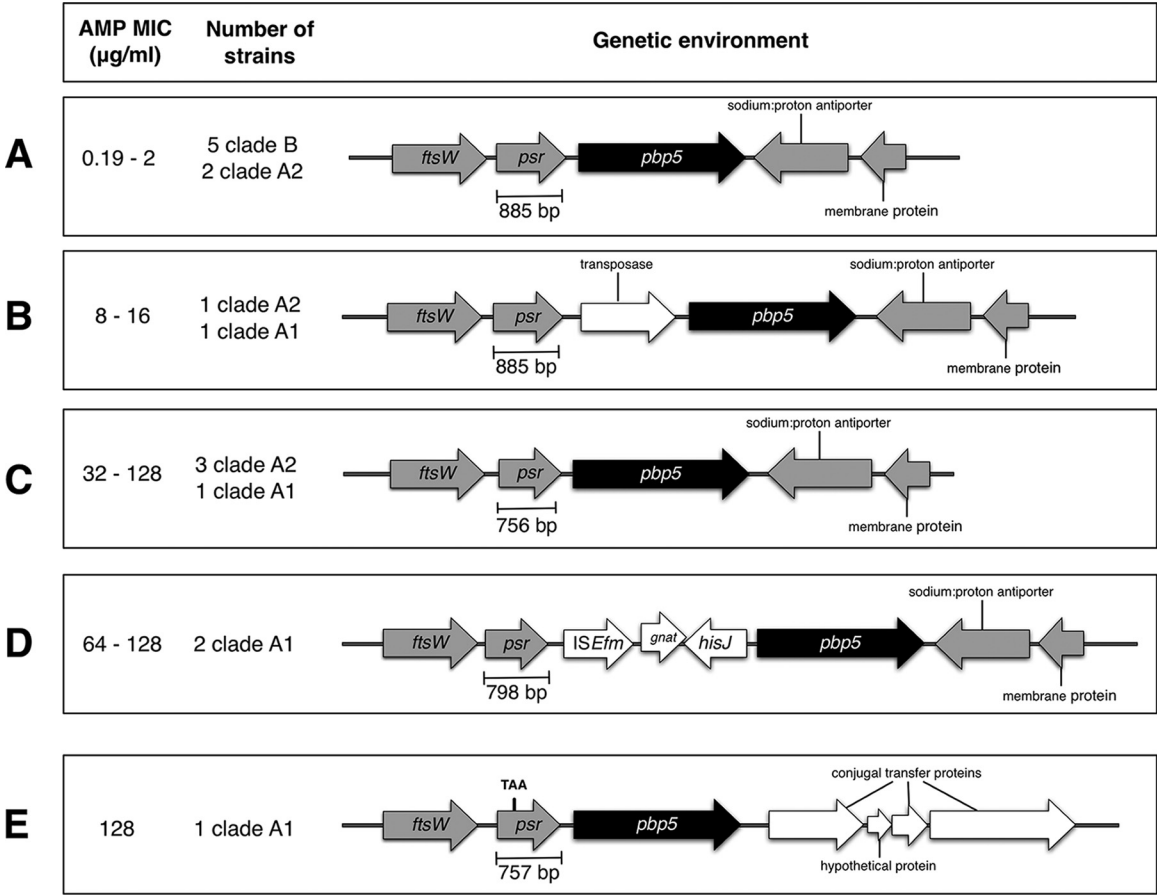 AMP MIC
(µg/ml)
Number of
strains
Genetic environment
A
0.19 - 2
5 clade B
2 clade A2
sodium:proton antiporter
ftsW psr pbp5
885 bp
membrane protein
B
8 - 16
1 clade A2
1 clade A1
transposase sodium:proton antiporter
ftsW psr pbp5
885 bp
membrane protein
C
32 - 128
3 clade A2
1 clade A1
sodium:proton antiporter
ftsW psr pbp5
756 bp
membrane protein
D
64 - 128
2 clade A1
sodium:proton antiporter
ftsW psr ISEfm gnat hisJ pbp5
798 bp
membrane protein
E
128
1 clade A1
conjugal transfer proteins
TAA
ftsW psr pbp5
757 bp
hypothetical protein